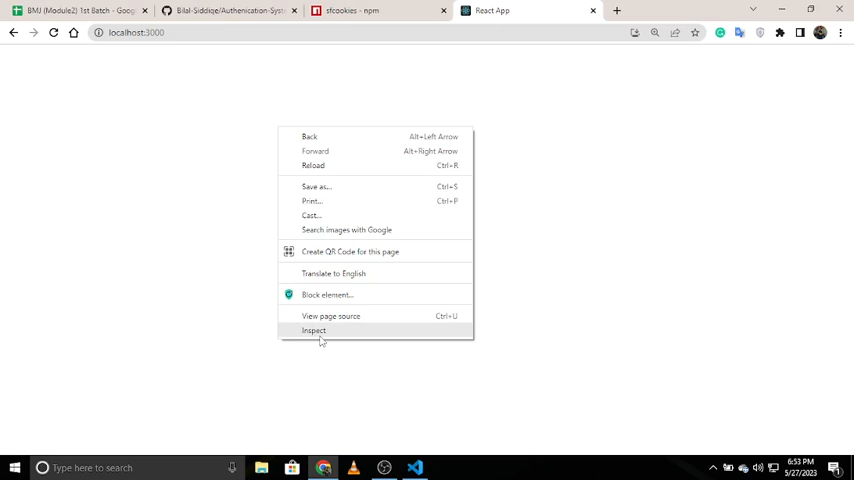 BMJ (Module2) 1st Batch - Goog
Bilal-Siddiqe/Authenication-Syst
sfcookies - npm
React App
localhost:3000
Back Alt+Left Arrow
Forward Alt+Right Arrow
Reload Ctrl+R
Save as... Ctrl+S
Print... Ctrl+P
Cast...
Search images with Google
Create QR Code for this page
Translate to English
Block element...
View page source Ctrl+U
Inspect
Type here to search
6:53 PM
5/27/2023
1